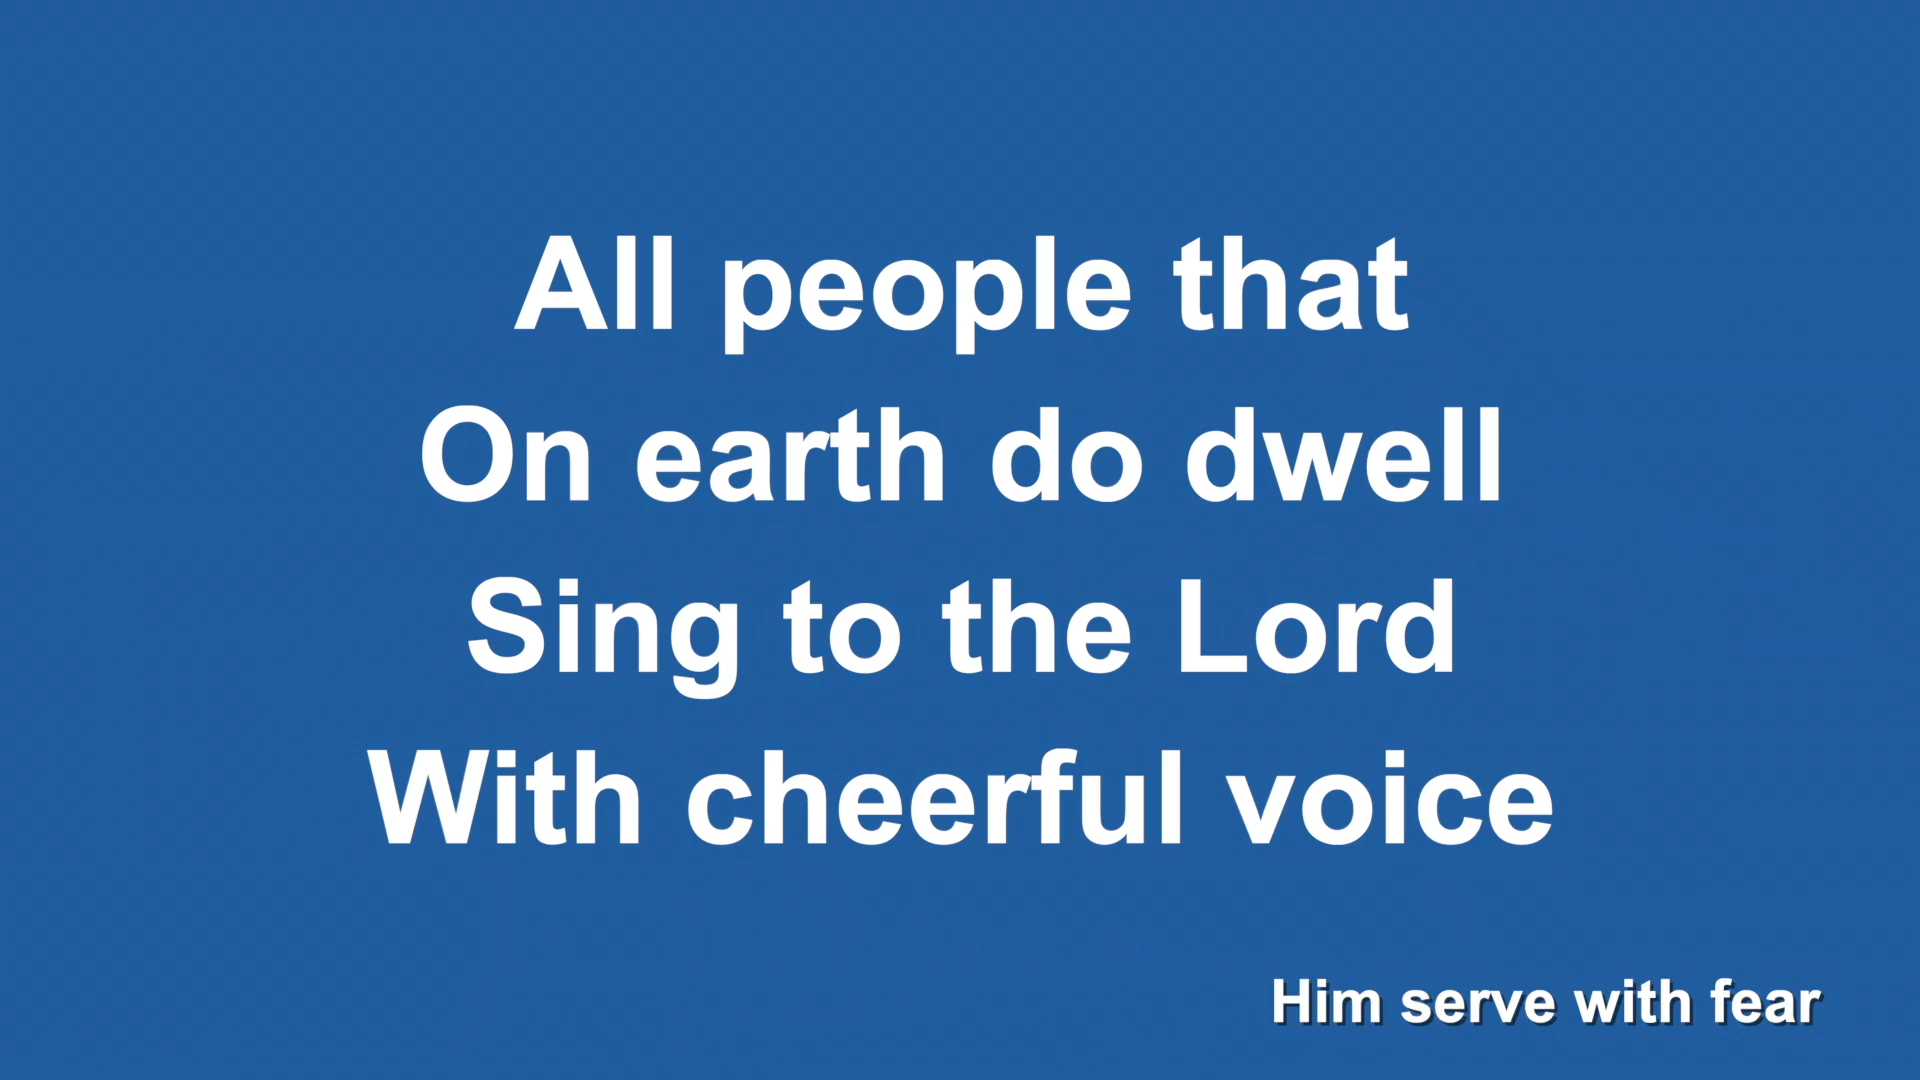 All people that
On earth do dwell
Sing to the Lord
With cheerful voice
Him serve with fear